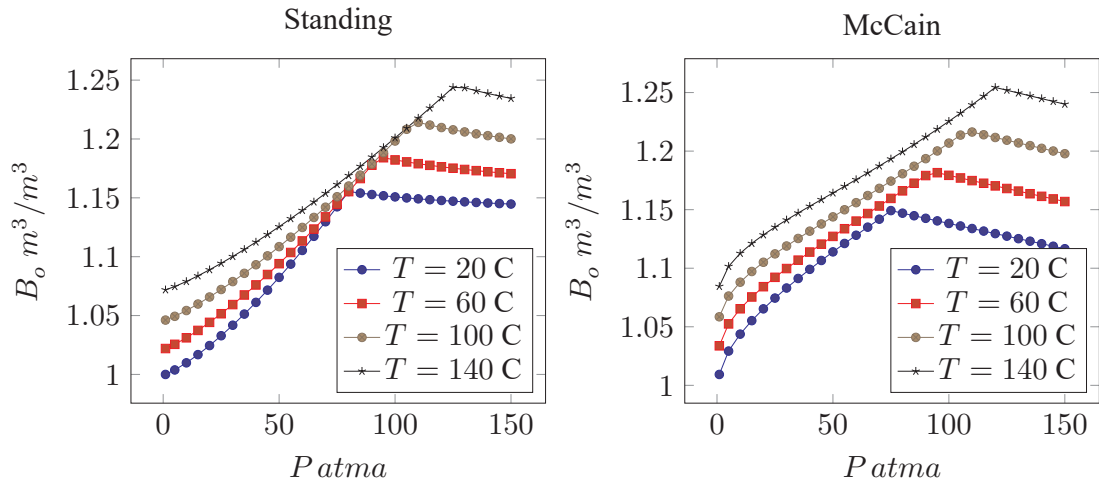 Standing
1.25
1.2
1.15
1.1
1.05
1
B_o m^3/m^3
0
50
100
150
P atma
T = 20 C
T = 60 C
T = 100 C
T = 140 C
McCain
1.25
1.2
1.15
1.1
1.05
1
B_o m^3/m^3
0
50
100
150
P atma
T = 20 C
T = 60 C
T = 100 C
T = 140 C